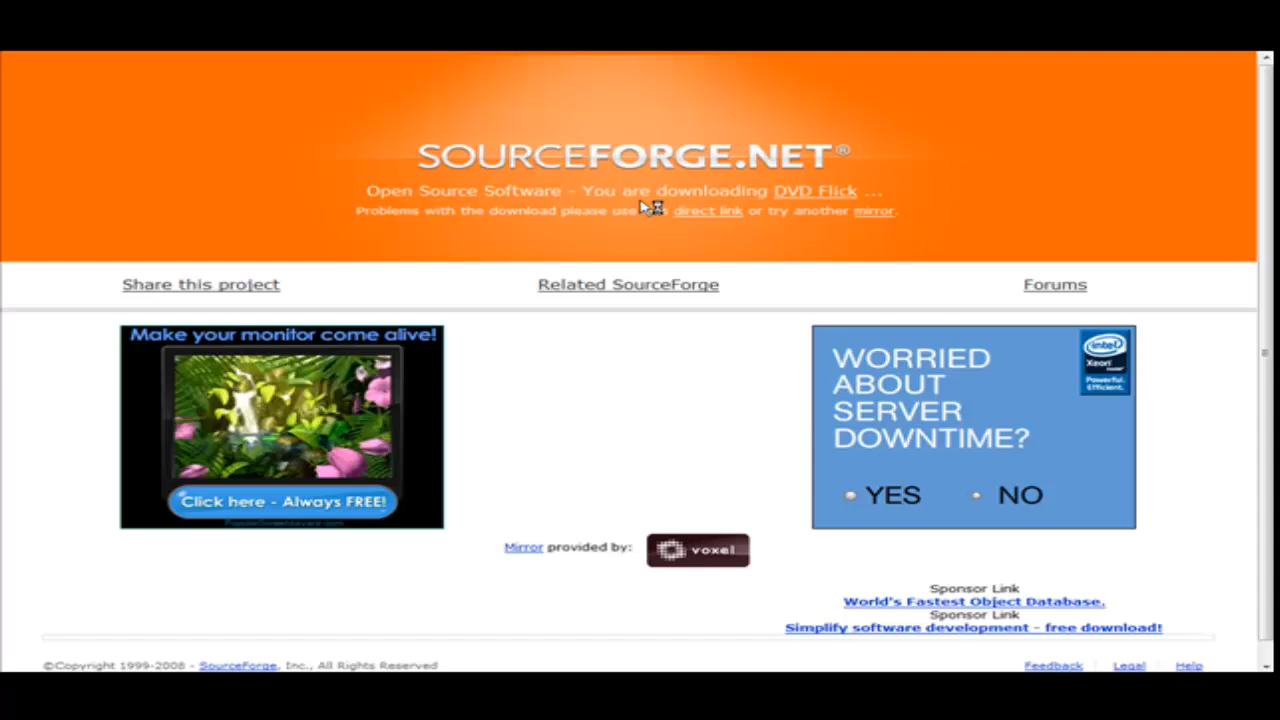 SOURCEFORGE.NET®
Open Source Software - You are downloading DVD Flick ...
Problems with the download please use direct link or try another mirror.
Share this project
Related SourceForge
Forums
Make your monitor come alive!
Click here - Always FREE!
WORRIED
ABOUT
SERVER
DOWNTIME?
YES
NO
intel
Xeon
Powerful.
Efficient.
Mirror provided by:
voxel
Sponsor Link
World's Fastest Object Database.
Sponsor Link
Simplify software development - free download!
©Copyright 1999-2008 - SourceForge, Inc., All Rights Reserved
Feedback
Legal
Help